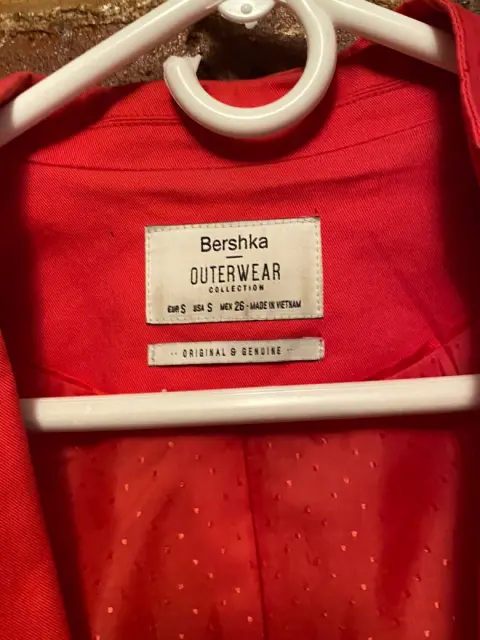 Bershka
OUTERWEAR
COLLECTION
EUR S USA S MEX 26 - MADE IN VIETNAM
-- ORIGINAL & GENUINE --